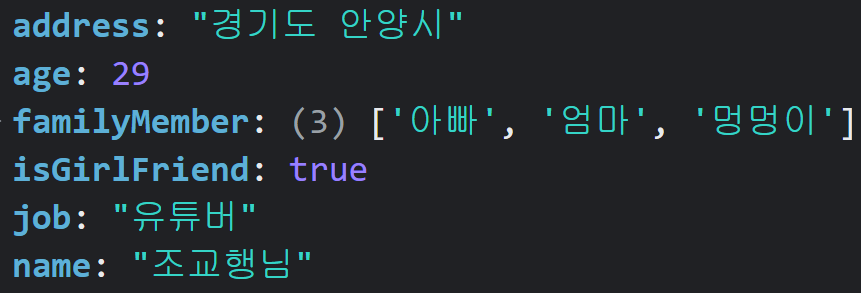 address: "경기도 안양시"
age: 29
familyMember: (3) ['아빠', '엄마', '멍멍이']
isGirlFriend: true
job: "유튜버"
name: "조교행님"